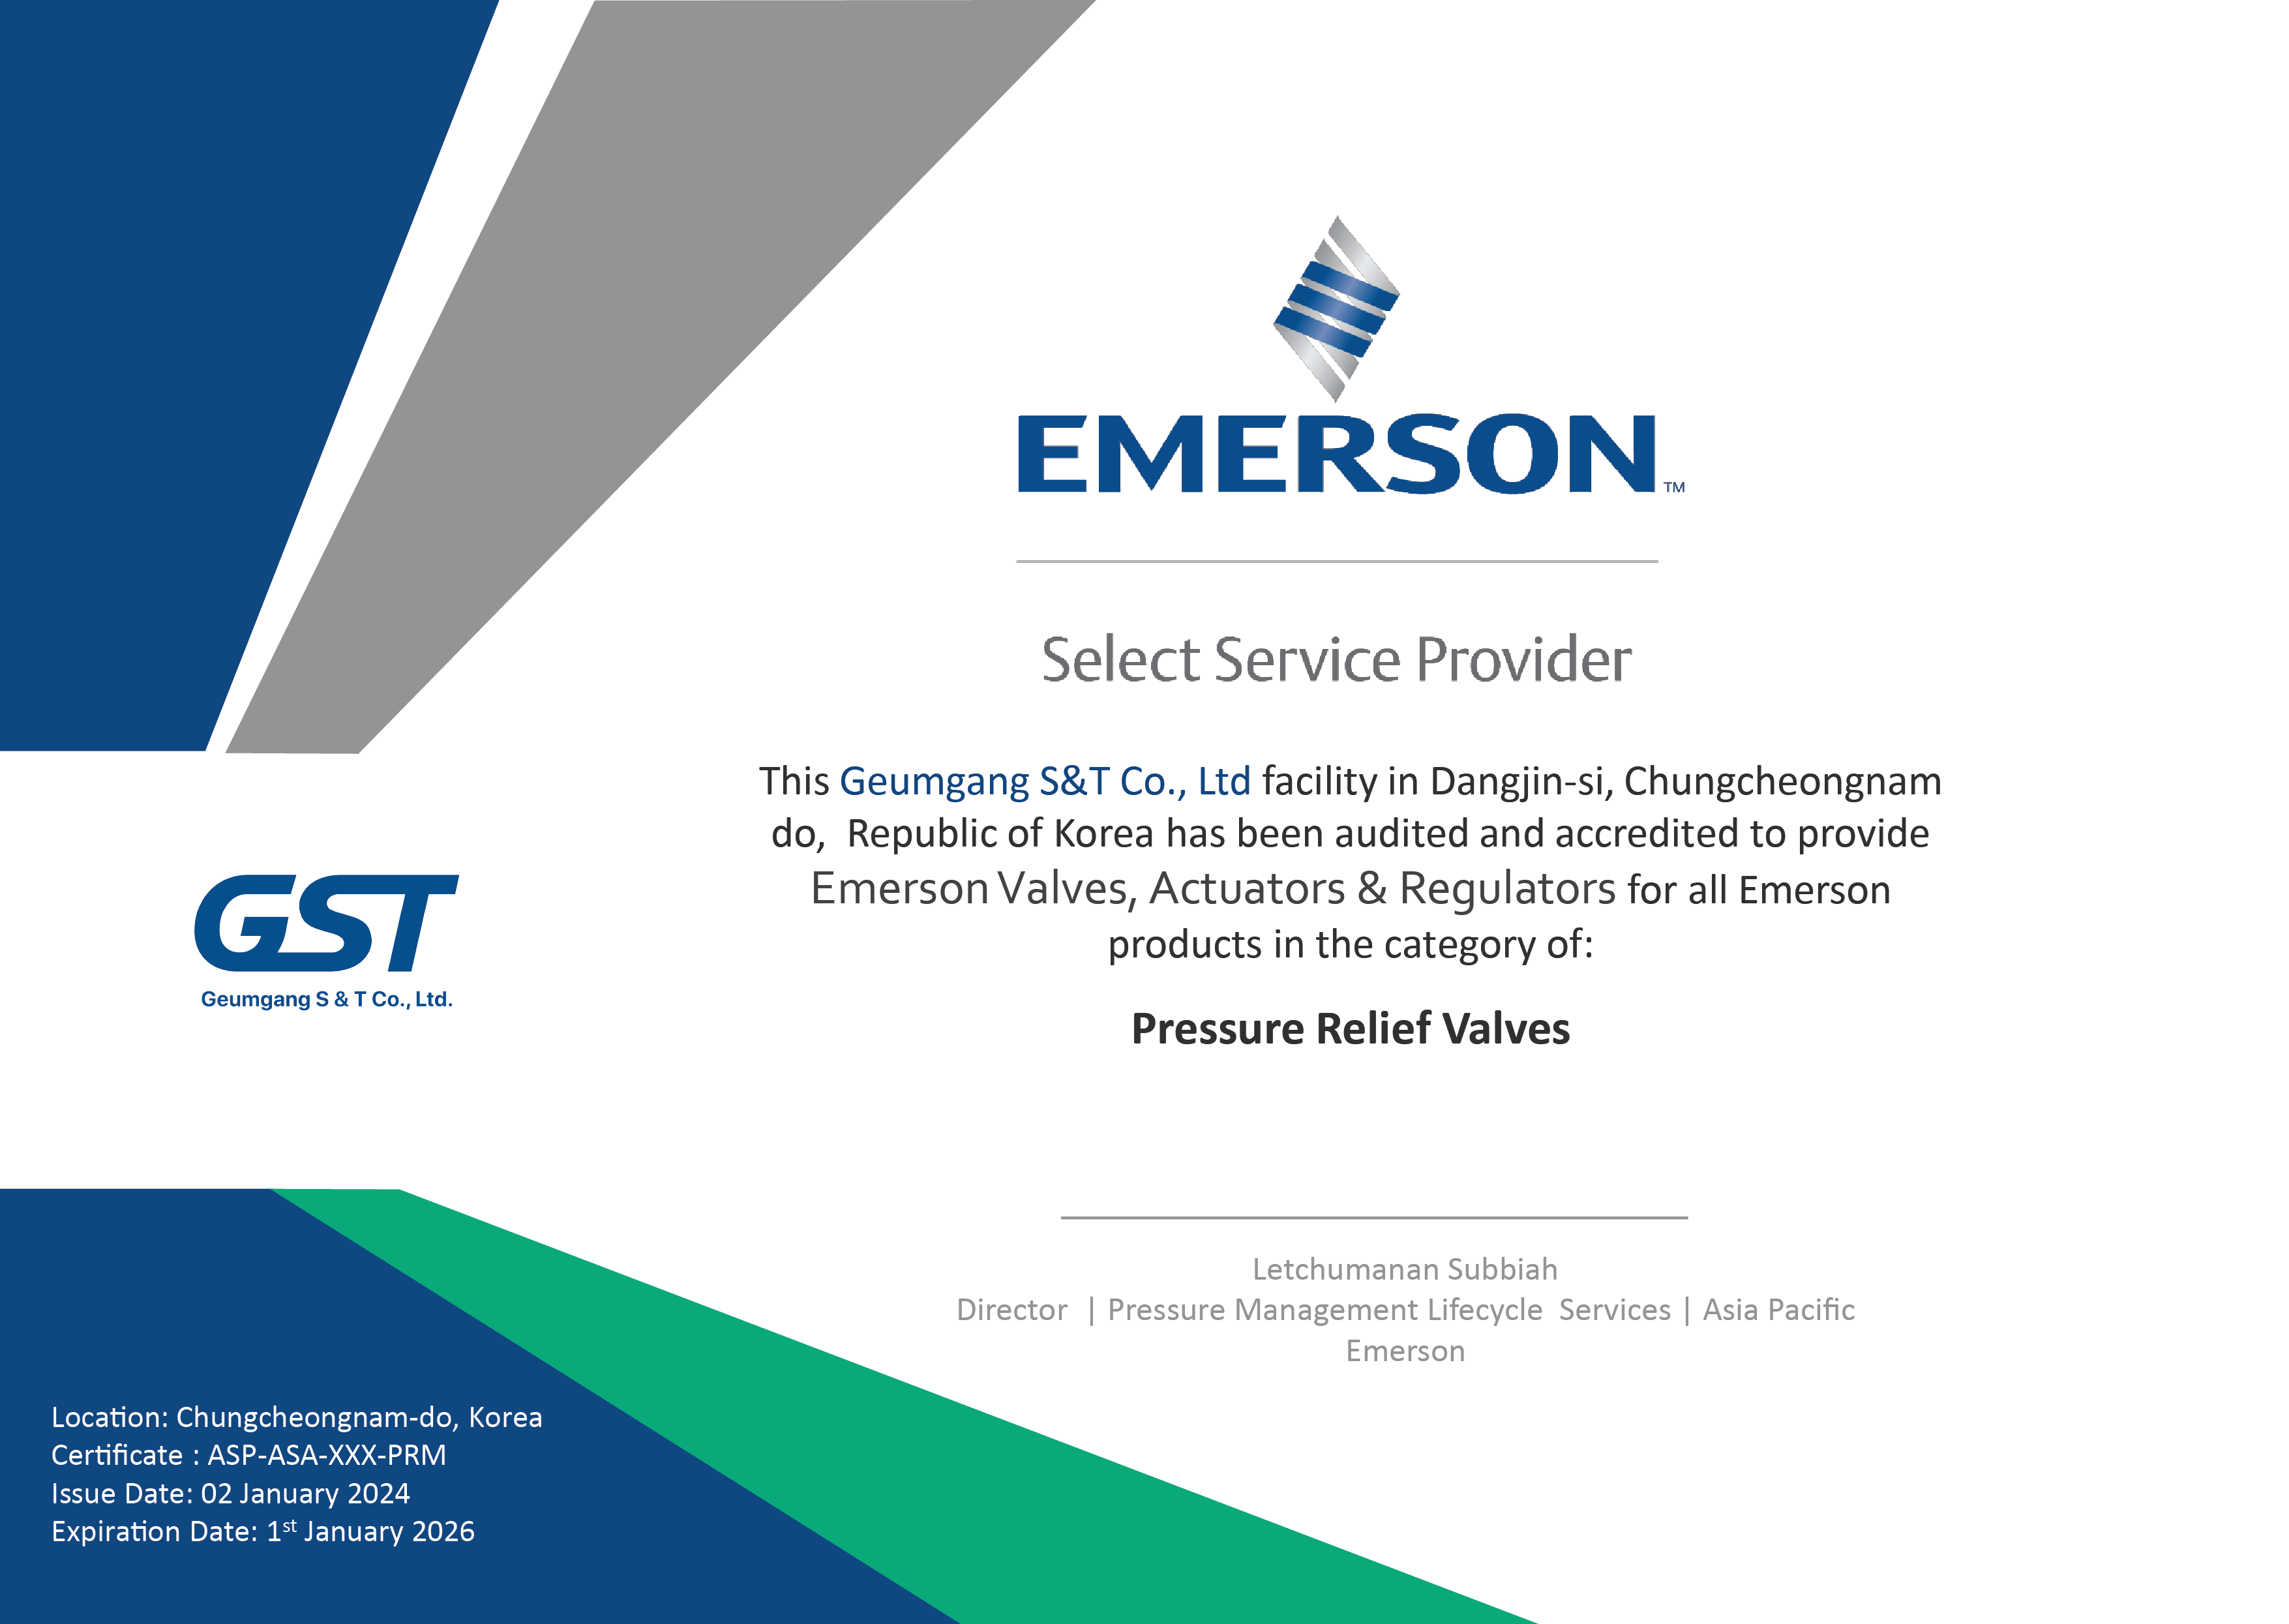 EMERSON™
Select Service Provider
This Geumgang S&T Co., Ltd facility in Dangjin-si, Chungcheongnam
do,  Republic of Korea has been audited and accredited to provide
Emerson Valves, Actuators & Regulators for all Emerson
products in the category of:
Pressure Relief Valves
GST
Geumgang S & T Co., Ltd.
Letchumanan Subbiah
Director  | Pressure Management Lifecycle  Services | Asia Pacific
Emerson
Location: Chungcheongnam-do, Korea
Certificate : ASP-ASA-XXX-PRM
Issue Date: 02 January 2024
Expiration Date: 1st January 2026